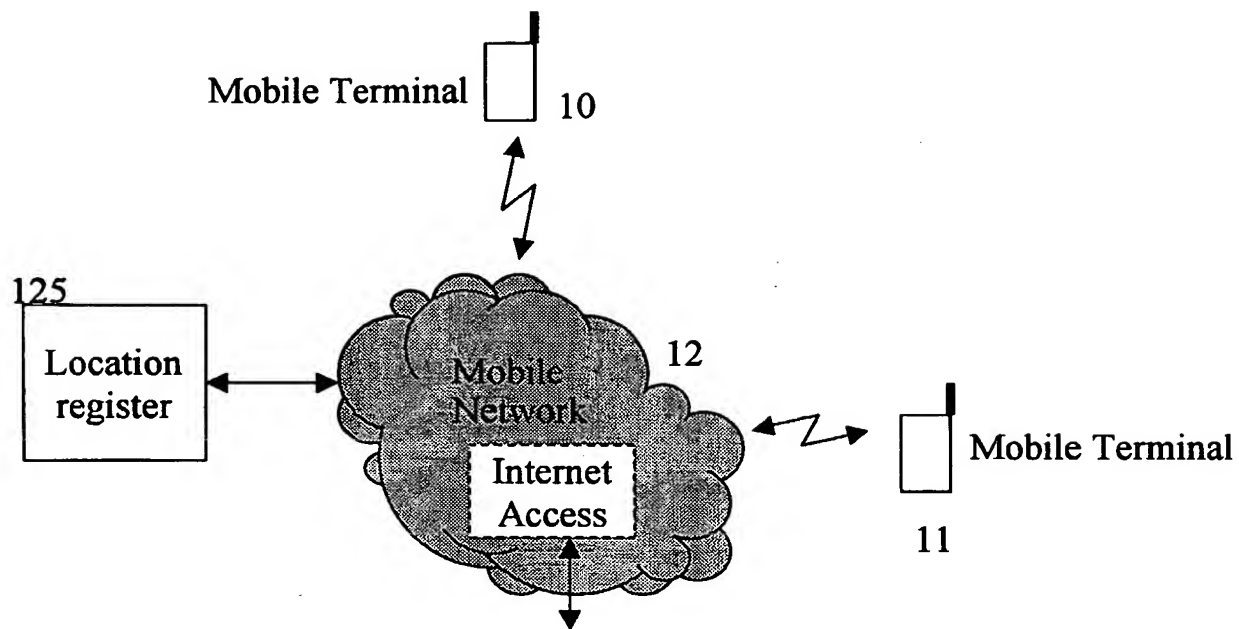 Mobile Terminal
10
125
Location
register
12
Mobile
Network
Internet
Access
Mobile Terminal
11